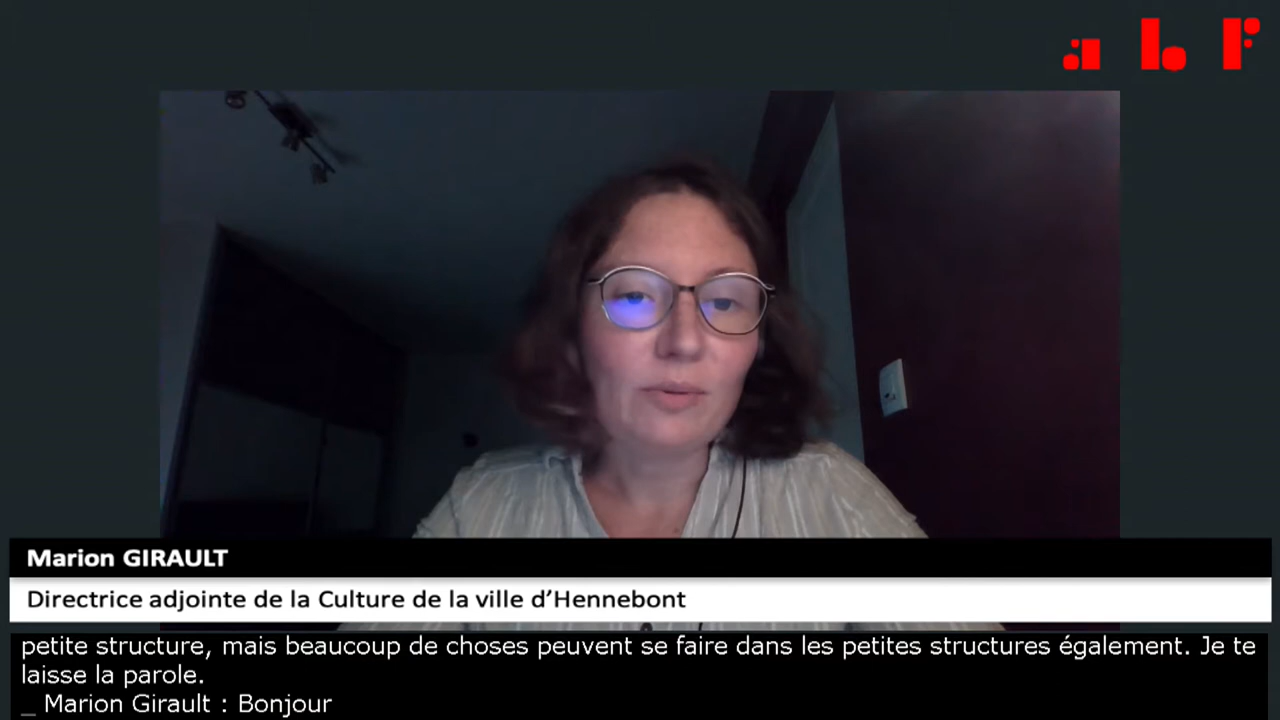 abf
Marion GIRAULT
Directrice adjointe de la Culture de la ville d’Hennebont
petite structure, mais beaucoup de choses peuvent se faire dans les petites structures également. Je te
laisse la parole.
_ Marion Girault : Bonjour